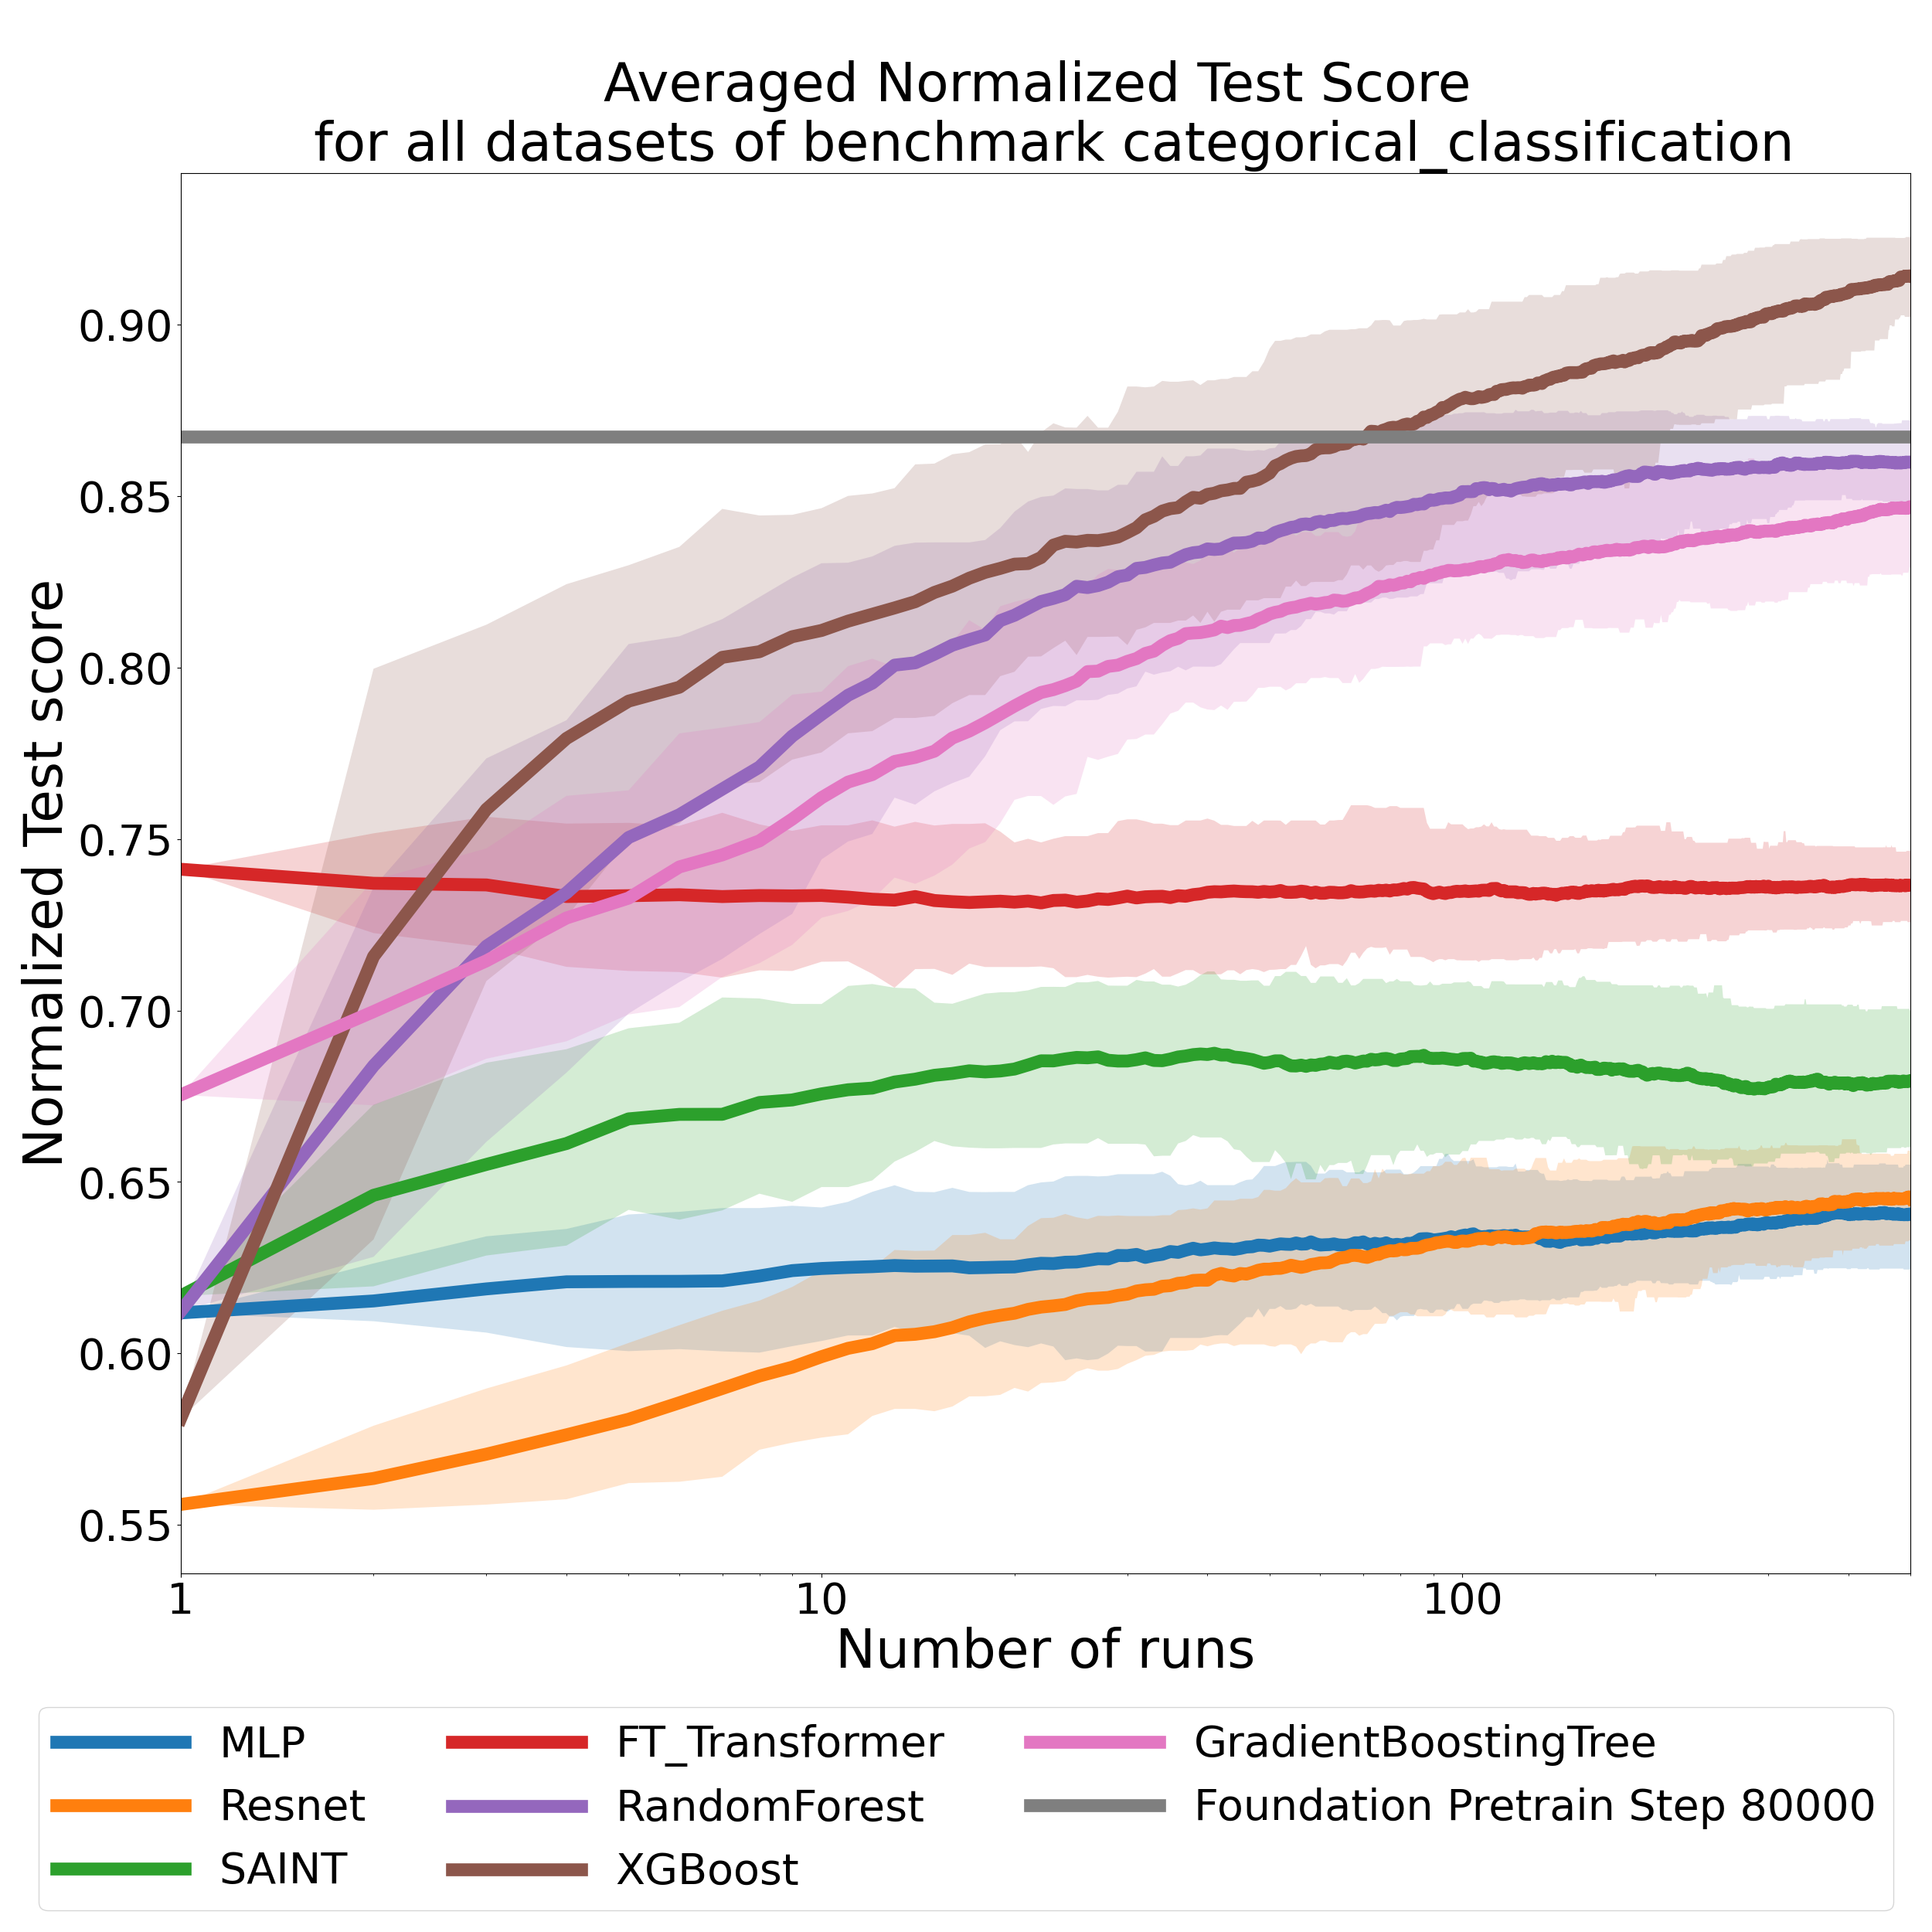 Averaged Normalized Test Score
for all datasets of benchmark categorical_classification
Normalized Test score
0.90
0.85
0.80
0.75
0.70
0.65
0.60
0.55
1
10
100
Number of runs
MLP
Resnet
SAINT
FT_Transformer
RandomForest
XGBoost
GradientBoostingTree
Foundation Pretrain Step 80000